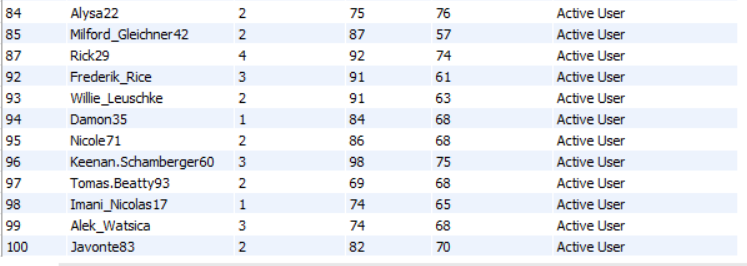 84 Alysa22 2 75 76 Active User
85 Milford_Gleichner42 2 87 57 Active User
87 Rick29 4 92 74 Active User
92 Frederik_Rice 3 91 61 Active User
93 Willie_Leuschke 2 91 63 Active User
94 Damon35 1 84 68 Active User
95 Nicole71 2 86 68 Active User
96 Keenan.Schamberger60 3 98 75 Active User
97 Tomas.Beatty93 2 69 68 Active User
98 Imani_Nicolas17 1 74 65 Active User
99 Alek_Watsica 3 74 68 Active User
100 Javonte83 2 82 70 Active User